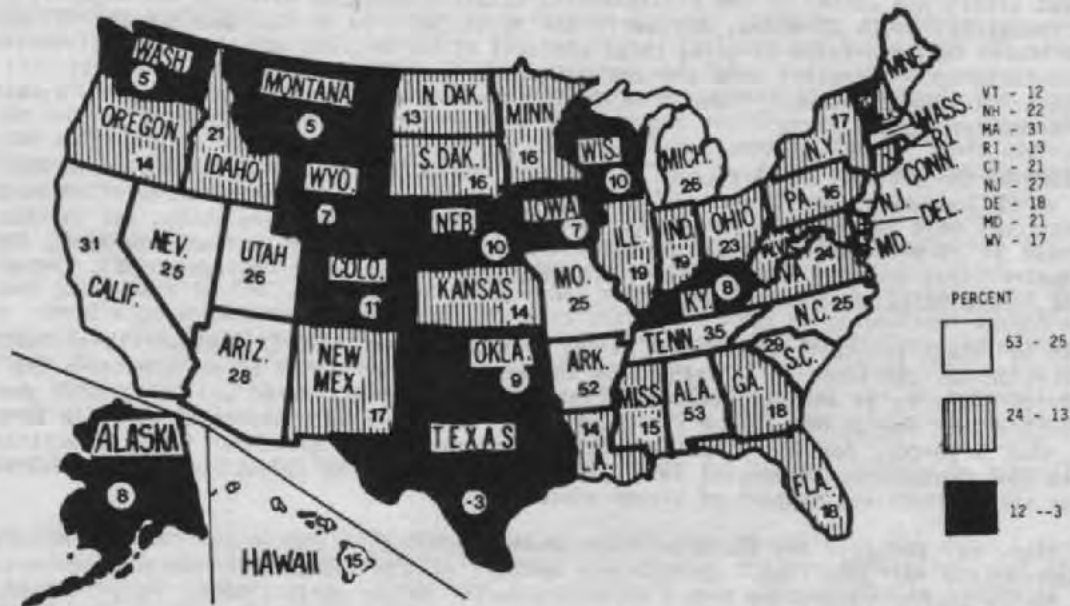 WASH
5
MONTANA
5
N. DAK.
13
MINN
16
MNE
OREGON
14
21
IDAHO
WYO.
7
S. DAK.
16
WIS.
10
MICH.
26
17
N.Y.
MASS.
R.I.
CONN.
N.J.
DEL.
MD.
VT - 12
NH - 22
MA - 31
RI - 13
CT - 21
NJ - 27
DE - 18
MD - 21
WV - 17
31
CALIF.
NEV.
25
UTAH
26
COLO.
11
NEB.
10
IOWA
7
ILL.
19
IND.
19
OHIO
23
PA. 16
KANSAS
14
MO.
25
KY.
8
VA
24
ARIZ.
28
NEW
MEX.
17
OKLA.
9
ARK.
52
TENN. 35
N.C. 25
29
S.C.
TEXAS
-3
14
LA.
MISS
15
ALA.
53
GA.
18
FLA.
18
ALASKA
8
HAWAII
15
PERCENT
53 - 25
24 - 13
12 --3